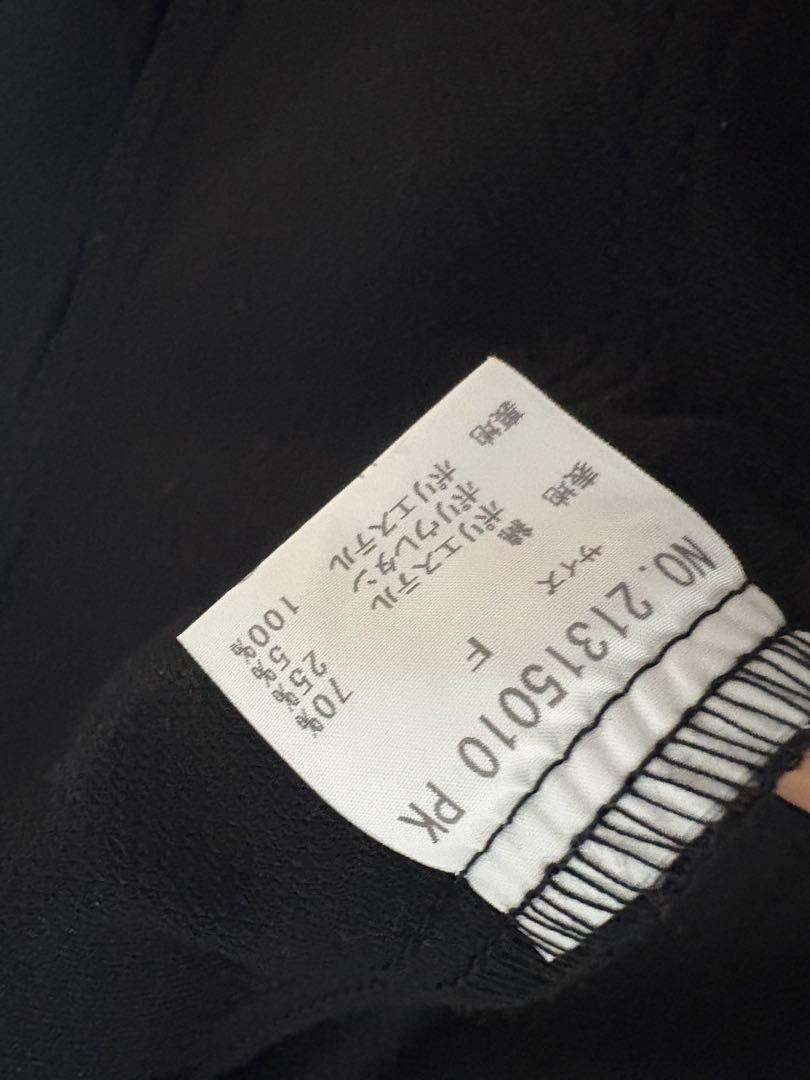 NO. 21315010 PK
サイズ F
表地 綿 70%
ポリエステル 25%
ポリウレタン 5%
裏地 ポリエステル 100%